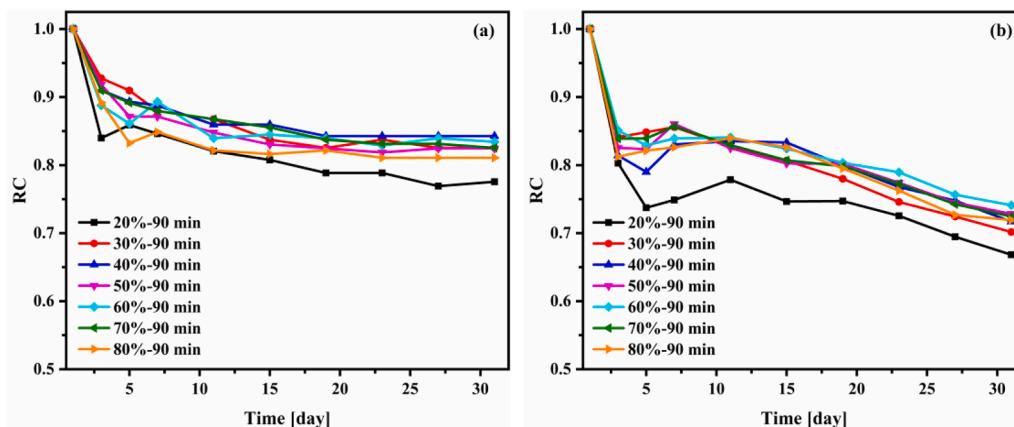 (a)
1.0
0.9
0.8
0.7
0.6
0.5
RC
20%-90 min
30%-90 min
40%-90 min
50%-90 min
60%-90 min
70%-90 min
80%-90 min
5 10 15 20 25 30
Time [day]
(b)
1.0
0.9
0.8
0.7
0.6
0.5
RC
20%-90 min
30%-90 min
40%-90 min
50%-90 min
60%-90 min
70%-90 min
80%-90 min
5 10 15 20 25 30
Time [day]